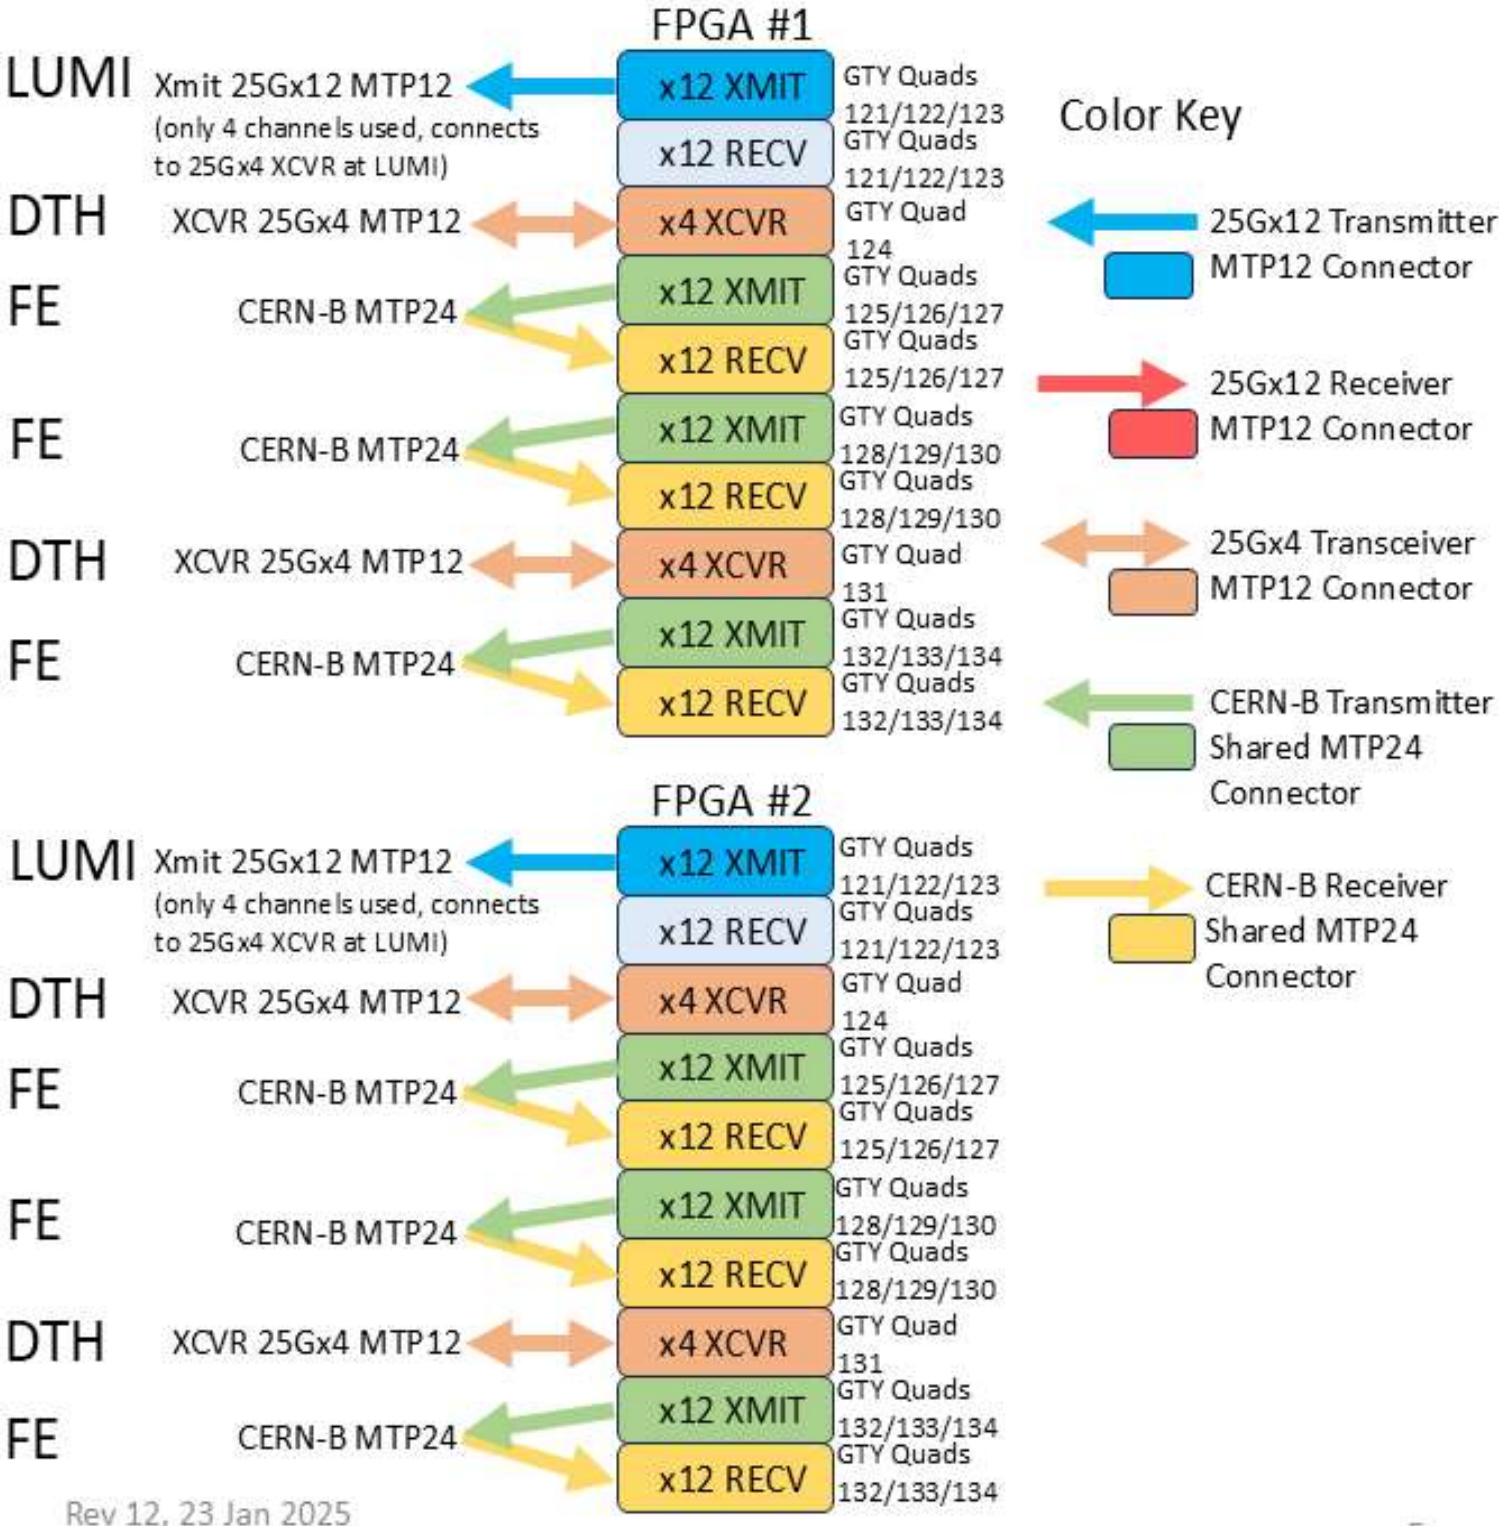 FPGA #1
LUMI Xmit 25Gx12 MTP12
(only 4 channels used, connects
to 25Gx4 XCVR at LUMI)
x12 XMIT
GTY Quads
121/122/123
x12 RECV
GTY Quads
121/122/123
DTH XCVR 25Gx4 MTP12
x4 XCVR
GTY Quad
124
FE CERN-B MTP24
x12 XMIT
GTY Quads
125/126/127
x12 RECV
GTY Quads
125/126/127
FE CERN-B MTP24
x12 XMIT
GTY Quads
128/129/130
x12 RECV
GTY Quads
128/129/130
DTH XCVR 25Gx4 MTP12
x4 XCVR
GTY Quad
131
FE CERN-B MTP24
x12 XMIT
GTY Quads
132/133/134
x12 RECV
GTY Quads
132/133/134
FPGA #2
LUMI Xmit 25Gx12 MTP12
(only 4 channels used, connects
to 25Gx4 XCVR at LUMI)
x12 XMIT
GTY Quads
121/122/123
x12 RECV
GTY Quads
121/122/123
DTH XCVR 25Gx4 MTP12
x4 XCVR
GTY Quad
124
FE CERN-B MTP24
x12 XMIT
GTY Quads
125/126/127
x12 RECV
GTY Quads
125/126/127
FE CERN-B MTP24
x12 XMIT
GTY Quads
128/129/130
x12 RECV
GTY Quads
128/129/130
DTH XCVR 25Gx4 MTP12
x4 XCVR
GTY Quad
131
FE CERN-B MTP24
x12 XMIT
GTY Quads
132/133/134
x12 RECV
GTY Quads
132/133/134
Color Key
25Gx12 Transmitter
MTP12 Connector
25Gx12 Receiver
MTP12 Connector
25Gx4 Transceiver
MTP12 Connector
CERN-B Transmitter
Shared MTP24
Connector
CERN-B Receiver
Shared MTP24
Connector
Rev 12, 23 Jan 2025